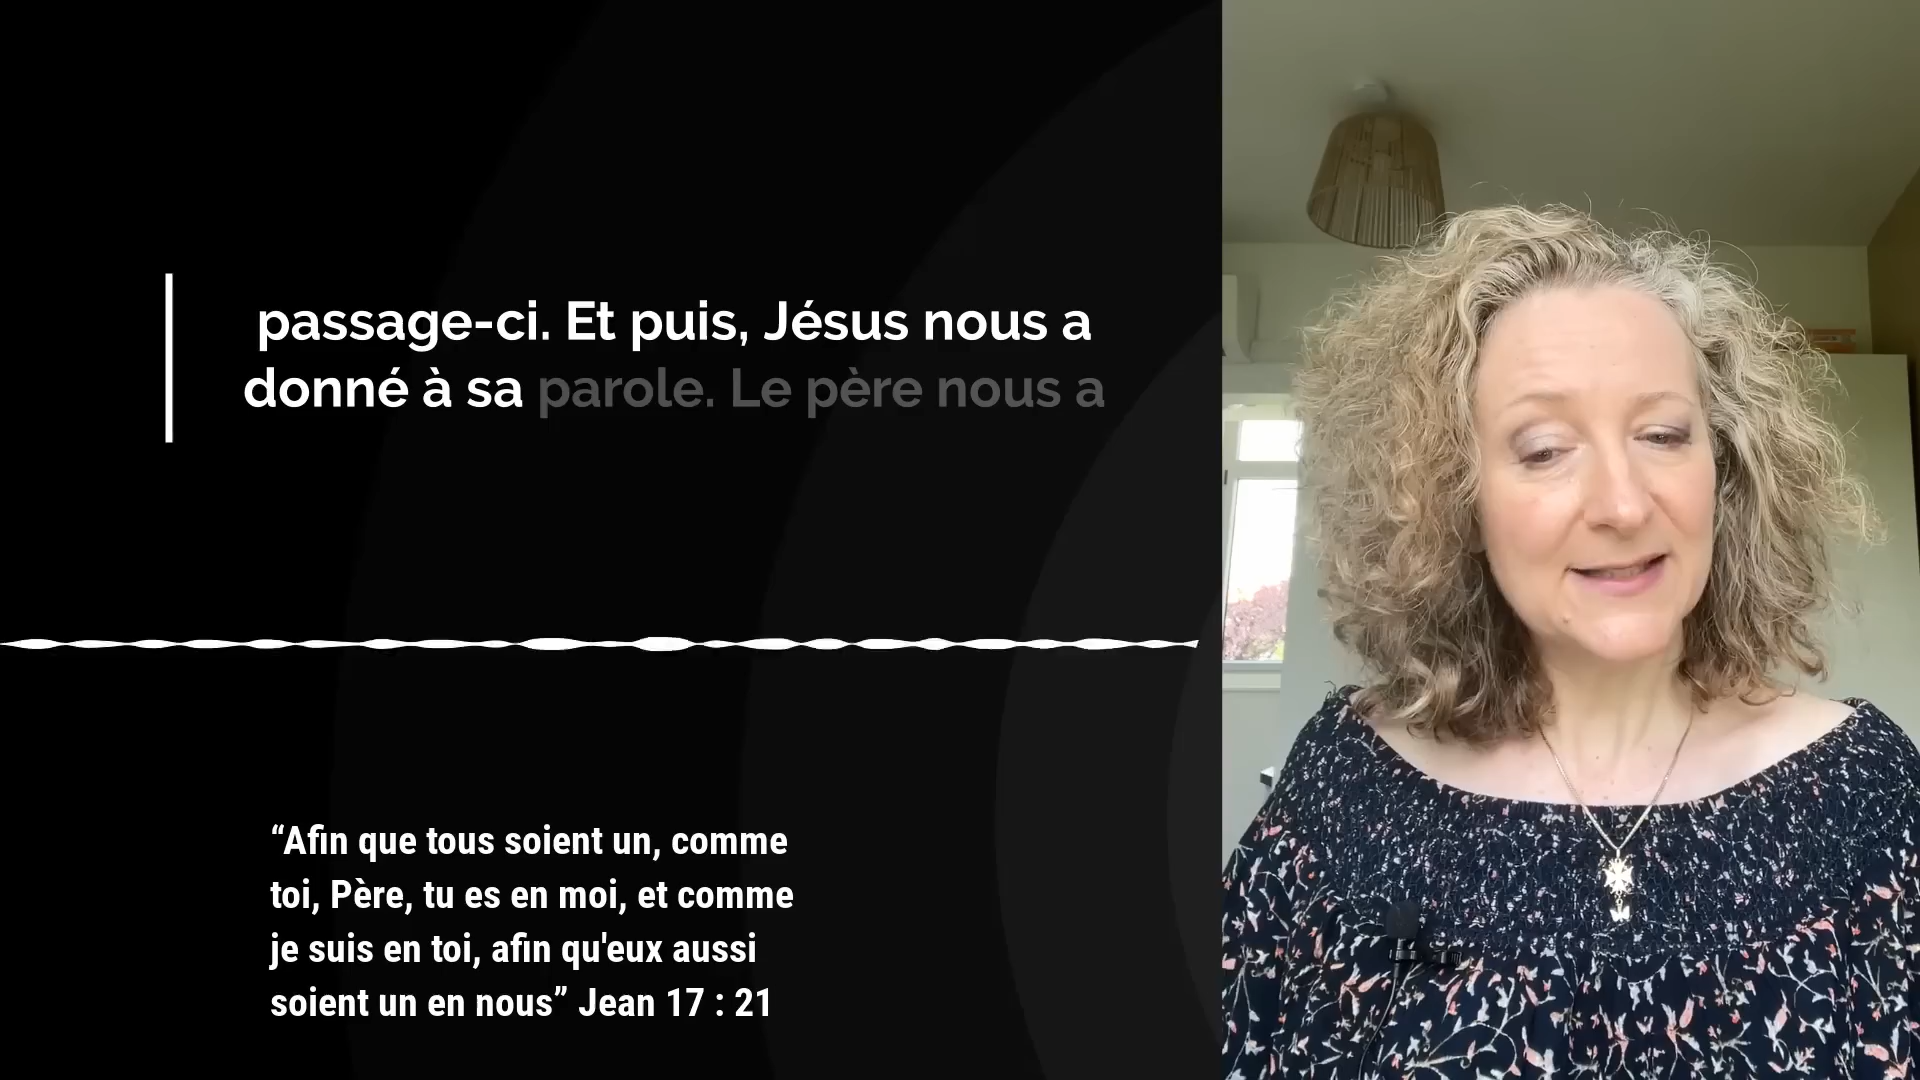 passage-ci. Et puis, Jésus nous a
donné à sa parole. Le père nous a
“Afin que tous soient un, comme
toi, Père, tu es en moi, et comme
je suis en toi, afin qu'eux aussi
soient un en nous” Jean 17 : 21